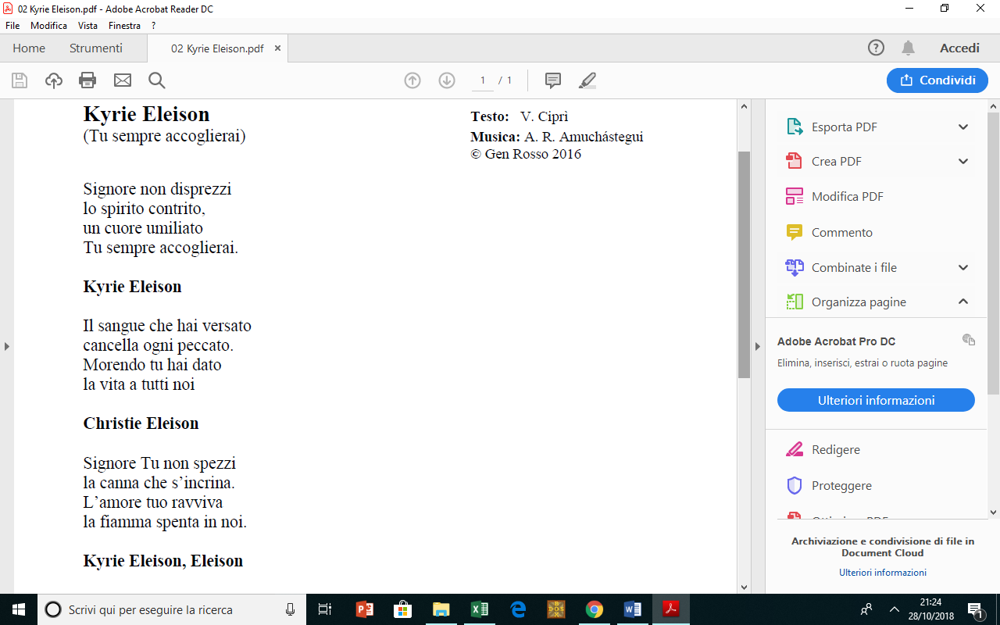 02 Kyrie Eleison.pdf - Adobe Acrobat Reader DC
File Modifica Vista Finestra ?
Home Strumenti 02 Kyrie Eleison.pdf × Accedi
1 / 1 Condividi
Kyrie Eleison
(Tu sempre accoglierai)
Testo: V. Ciprì
Musica: A. R. Amuchástegui
© Gen Rosso 2016
Signore non disprezzi
lo spirito contrito,
un cuore umiliato
Tu sempre accoglierai.
Kyrie Eleison
Il sangue che hai versato
cancella ogni peccato.
Morendo tu hai dato
la vita a tutti noi
Christie Eleison
Signore Tu non spezzi
la canna che s’incrina.
L’amore tuo ravviva
la fiamma spenta in noi.
Kyrie Eleison, Eleison
Esporta PDF
Crea PDF
Modifica PDF
Commento
Combinate i file
Organizza pagine
Adobe Acrobat Pro DC
Elimina, inserisci, estrai o ruota pagine
Ulteriori informazioni
Redigere
Proteggere
Archiviazione e condivisione di file in
Document Cloud
Ulteriori informazioni
Scrivi qui per eseguire la ricerca
21:24
28/10/2018
1